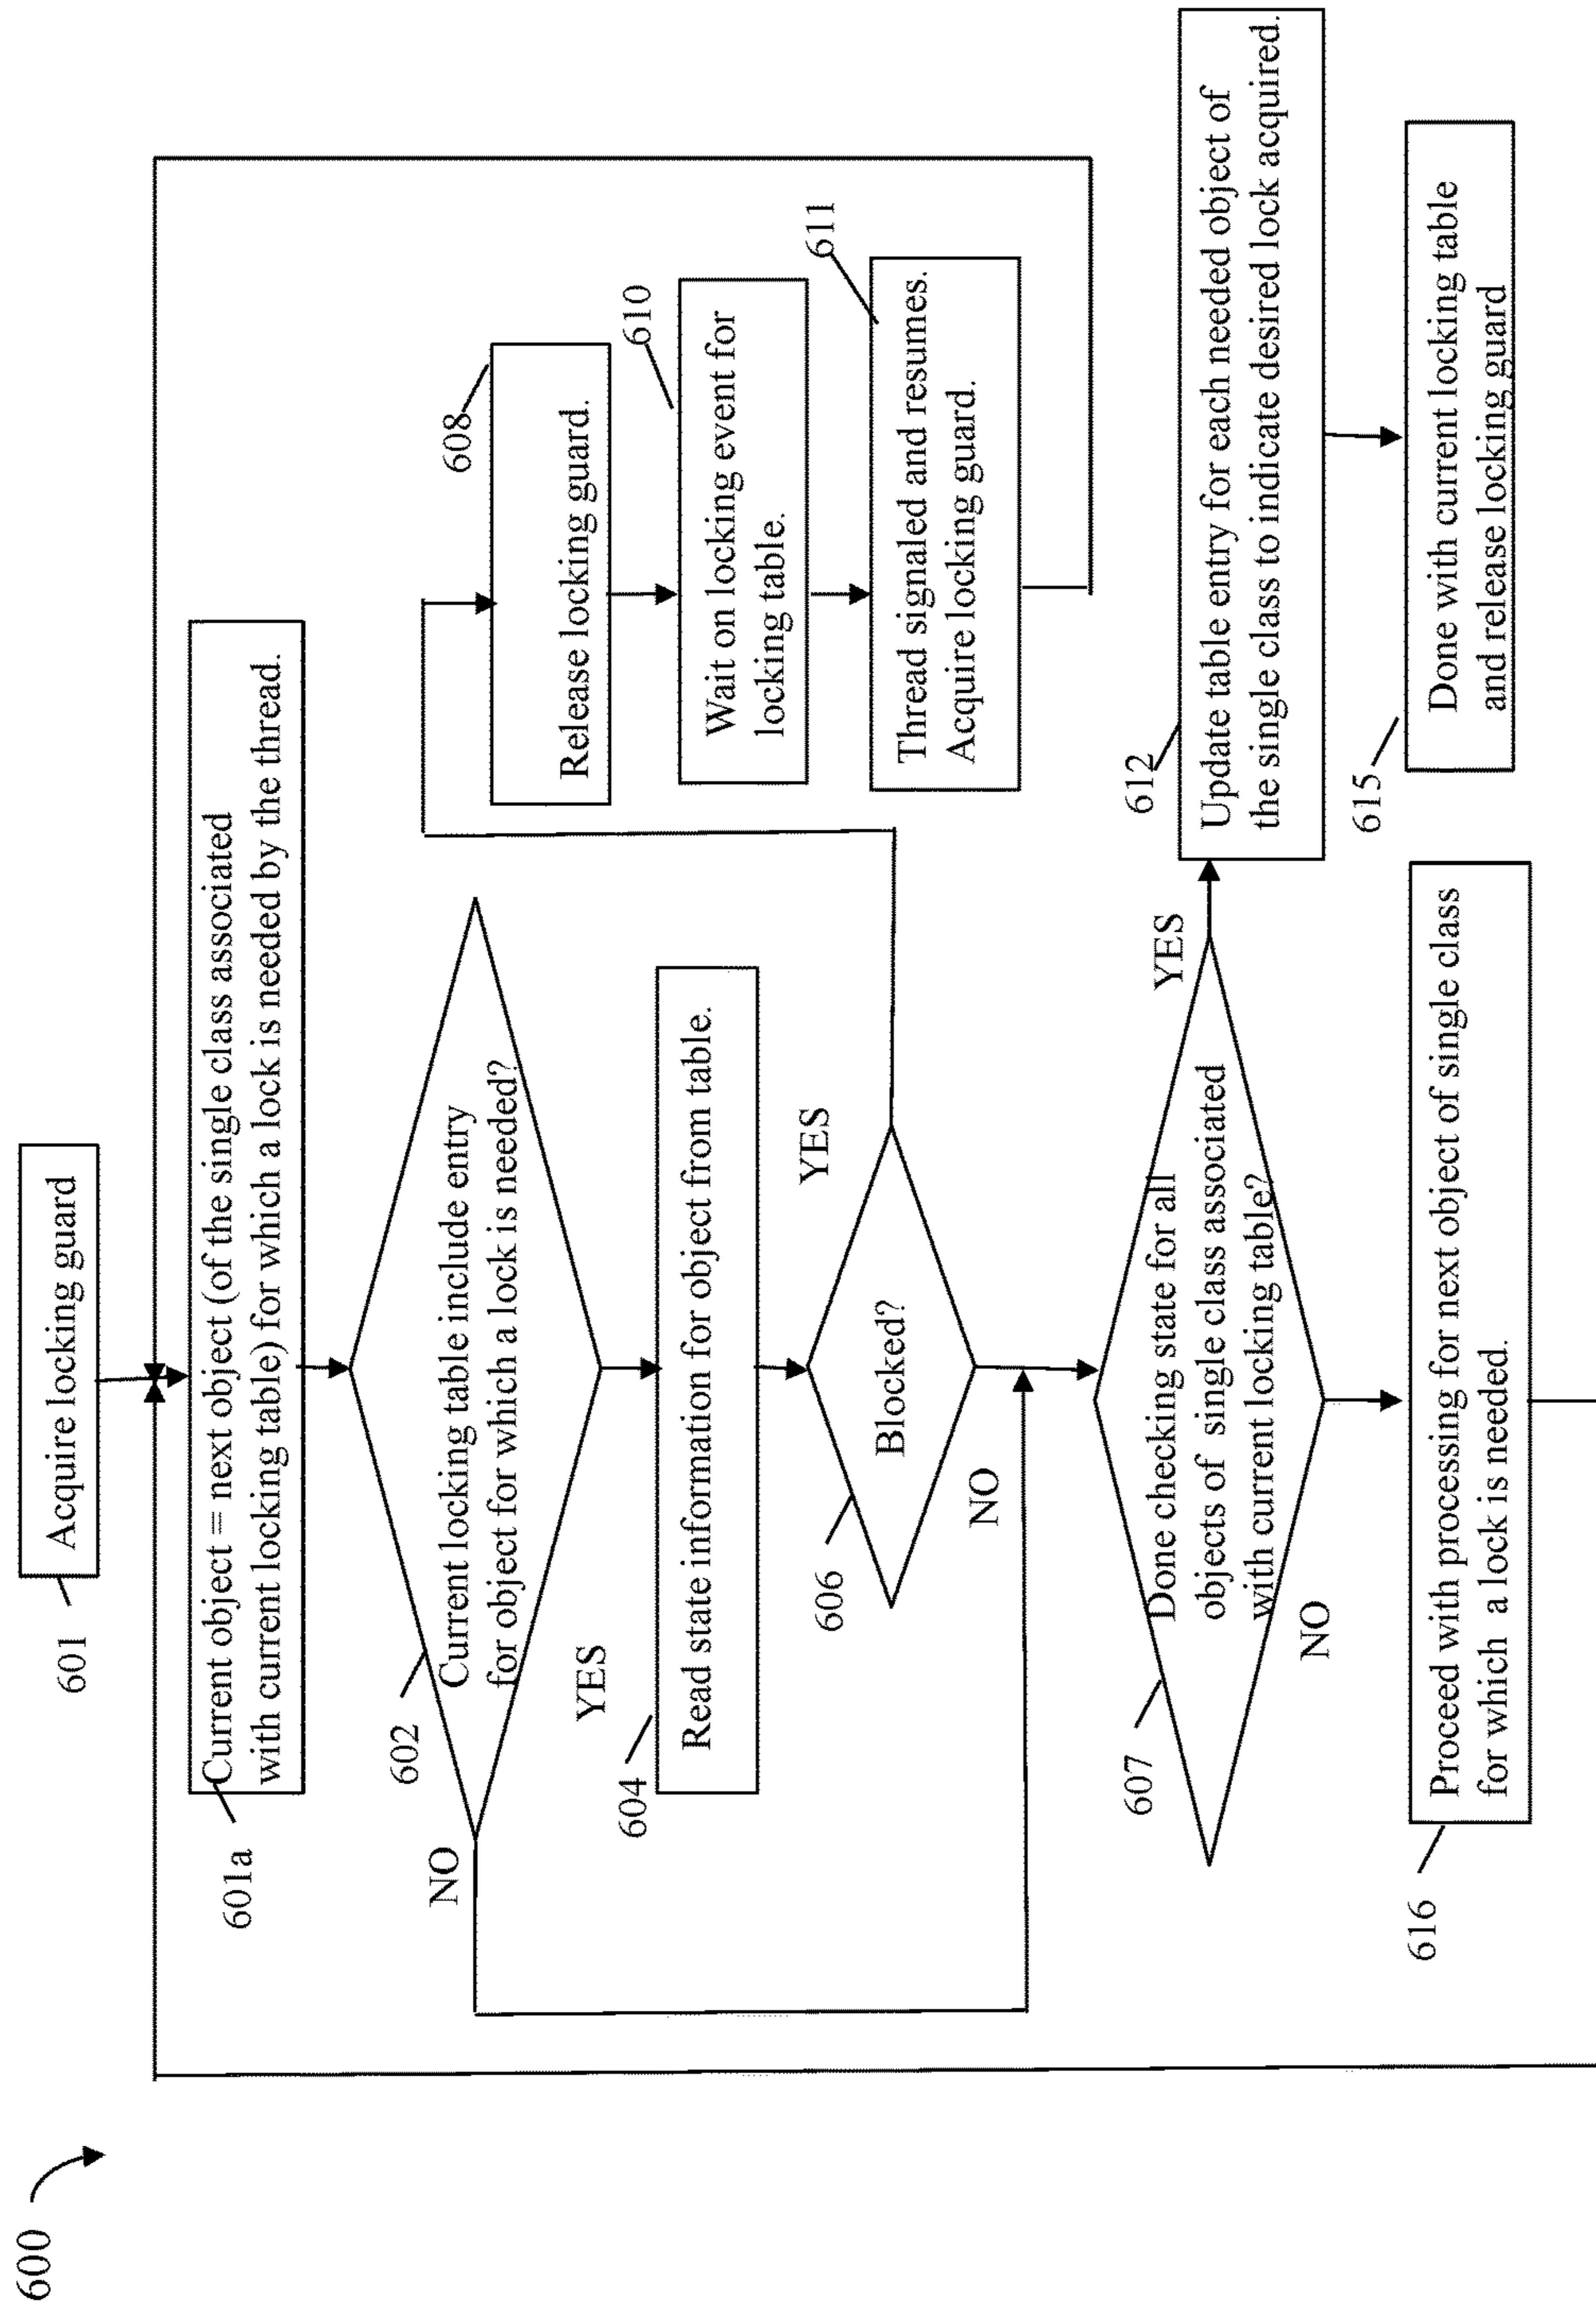 600
601
Acquire locking guard
601a
Current object = next object (of the single class associated
with current locking table) for which a lock is needed by the thread.
602
Current locking table include entry
for object for which a lock is needed?
NO
YES
604
Read state information for object from table.
606
Blocked?
YES
NO
608
Release locking guard.
610
Wait on locking event for
locking table.
611
Thread signaled and resumes.
Acquire locking guard.
607
Done checking state for all
objects of single class associated
with current locking table?
YES
NO
612
Update table entry for each needed object of
the single class to indicate desired lock acquired.
615
Done with current locking table
and release locking guard
616
Proceed with processing for next object of single class
for which a lock is needed.